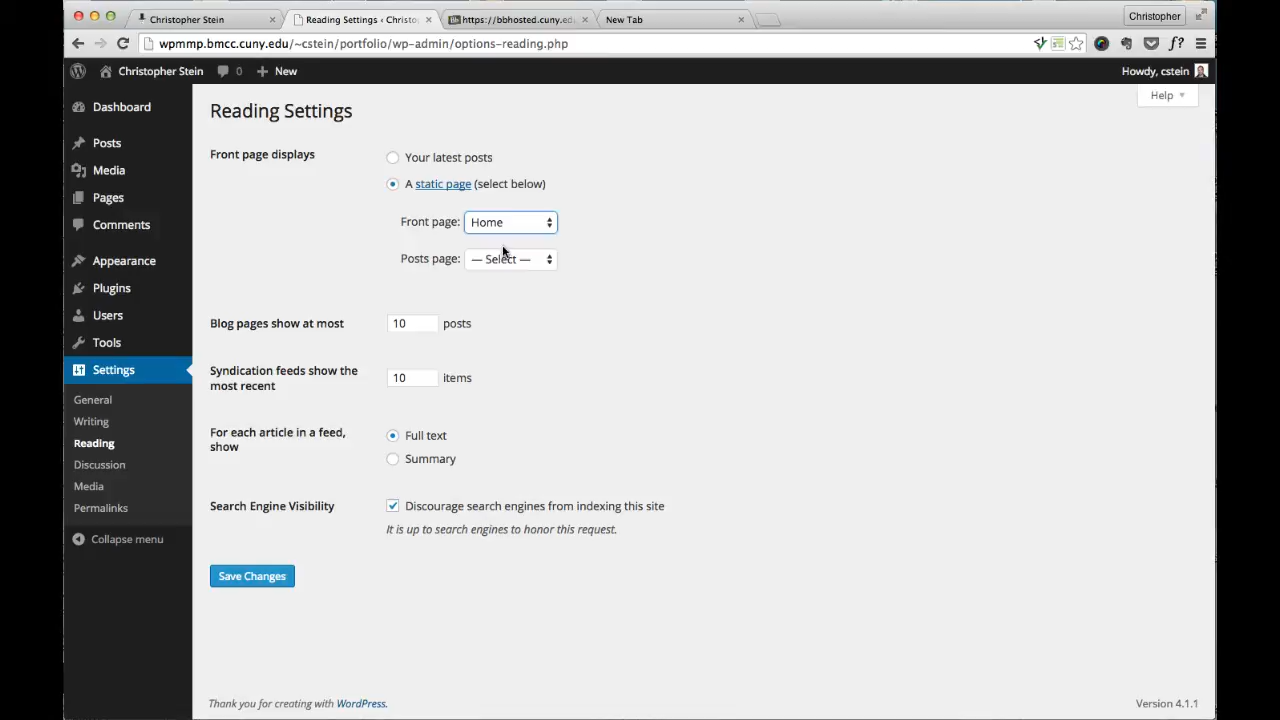 Christopher Stein
Reading Settings ‹ Christo
https://bbhosted.cuny.ed
New Tab
Christopher
wpmmp.bmcc.cuny.edu/~cstein/portfolio/wp-admin/options-reading.php
f?
Christopher Stein
0
New
Howdy, cstein
Help
Dashboard
Posts
Media
Pages
Comments
Appearance
Plugins
Users
Tools
Settings
General
Writing
Reading
Discussion
Media
Permalinks
Collapse menu
Reading Settings
Front page displays
Your latest posts
A static page (select below)
Front page: Home
Posts page: — Select —
Blog pages show at most 10 posts
Syndication feeds show the
most recent
10 items
For each article in a feed,
show
Full text
Summary
Search Engine Visibility
Discourage search engines from indexing this site
It is up to search engines to honor this request.
Save Changes
Thank you for creating with WordPress.
Version 4.1.1